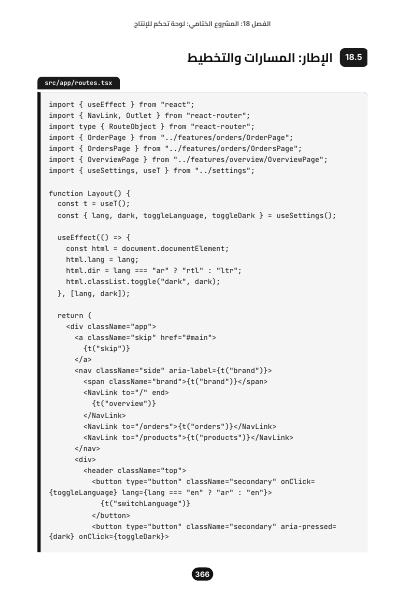 الفصل 18: المشروع الختامي: لوحة تحكم للإنتاج
18.5 الإطار: المسارات والتخطيط
src/app/routes.tsx
import { useEffect } from "react";
import { NavLink, Outlet } from "react-router";
import type { RouteObject } from "react-router";
import { OrderPage } from "../features/orders/OrderPage";
import { OrdersPage } from "../features/orders/OrdersPage";
import { OverviewPage } from "../features/overview/OverviewPage";
import { useSettings, useT } from "../settings";

function Layout() {
  const t = useT();
  const { lang, dark, toggleLanguage, toggleDark } = useSettings();

  useEffect(() => {
    const html = document.documentElement;
    html.lang = lang;
    html.dir = lang === "ar" ? "rtl" : "ltr";
    html.classList.toggle("dark", dark);
  }, [lang, dark]);

  return (
    <div className="app">
      <a className="skip" href="#main">
        {t("skip")}
      </a>
      <nav className="side" aria-label={t("brand")}>
        <span className="brand">{t("brand")}</span>
        <NavLink to="/" end>
          {t("overview")}
        </NavLink>
        <NavLink to="/orders">{t("orders")}</NavLink>
        <NavLink to="/products">{t("products")}</NavLink>
      </nav>
      <div>
        <header className="top">
          <button type="button" className="secondary" onClick=
{toggleLanguage} lang={lang === "en" ? "ar" : "en"}>
            {t("switchLanguage")}
          </button>
          <button type="button" className="secondary" aria-pressed=
{dark} onClick={toggleDark}>
366